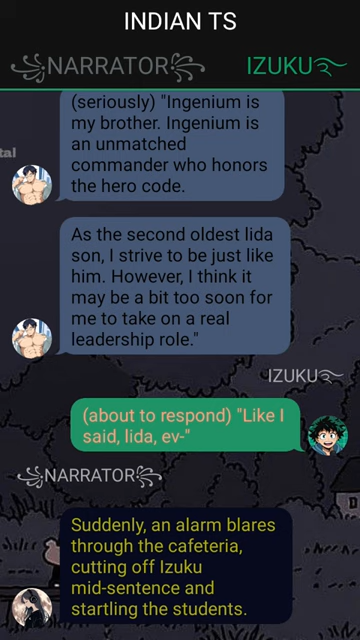 INDIAN TS
NARRATOR IZUKU
tal
(seriously) "Ingenium is
my brother. Ingenium is
an unmatched
commander who honors
the hero code.
As the second oldest Iida
son, I strive to be just like
him. However, I think it
may be a bit too soon for
me to take on a real
leadership role."
IZUKU
(about to respond) "Like I
said, Iida, ev-"
NARRATOR
Suddenly, an alarm blares
through the cafeteria,
cutting off Izuku
mid-sentence and
startling the students.